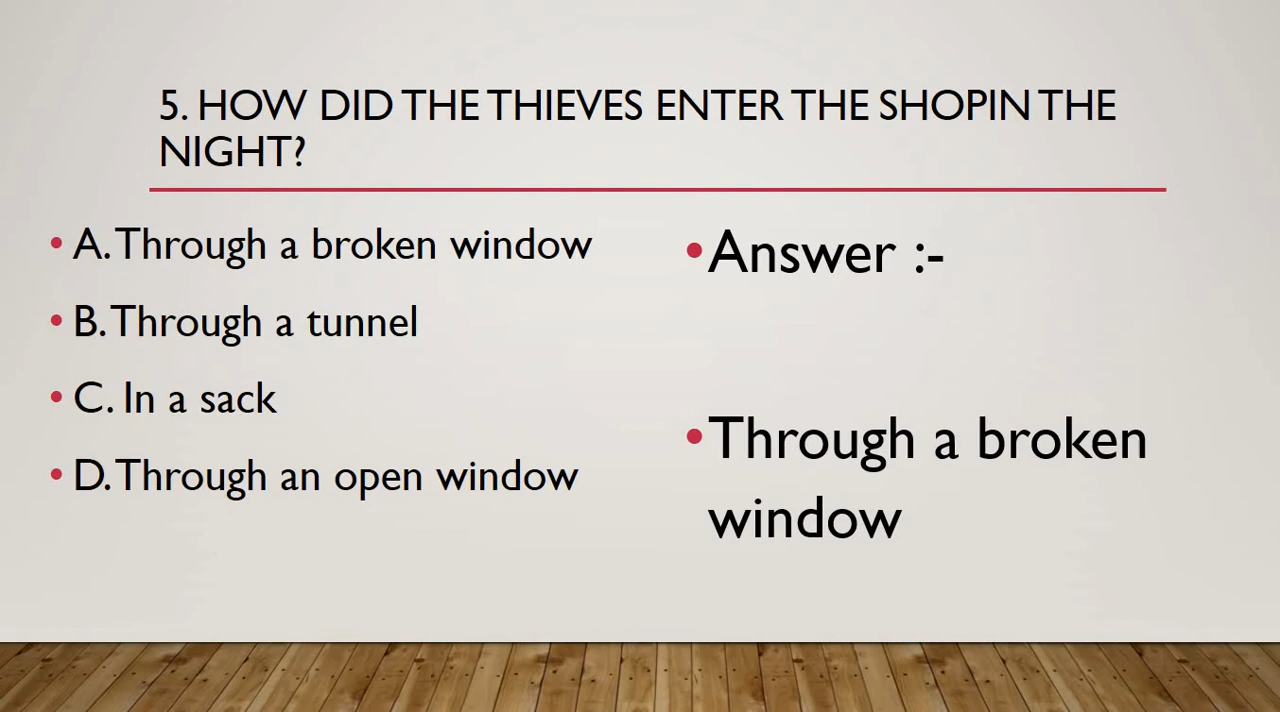 5. HOW DID THE THIEVES ENTER THE SHOPIN THE
NIGHT?
• A. Through a broken window
• B. Through a tunnel
• C. In a sack
• D. Through an open window
• Answer :-
• Through a broken
window